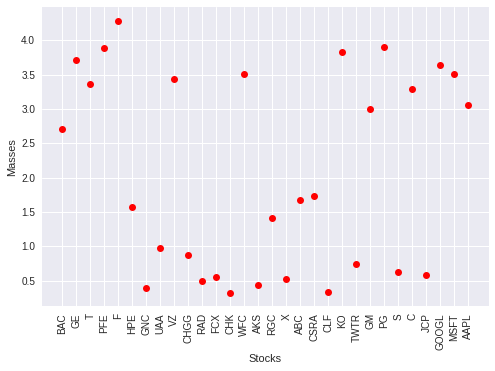 4.0
3.5
3.0
2.5
2.0
1.5
1.0
0.5
Masses
BAC
GE
T
PFE
F
HPE
GNC
UAA
VZ
CHGG
RAD
FCX
CHK
WFC
AKS
RGC
X
ABC
CSRA
CLF
KO
TWTR
GM
PG
S
C
JCP
GOOGL
MSFT
AAPL
Stocks